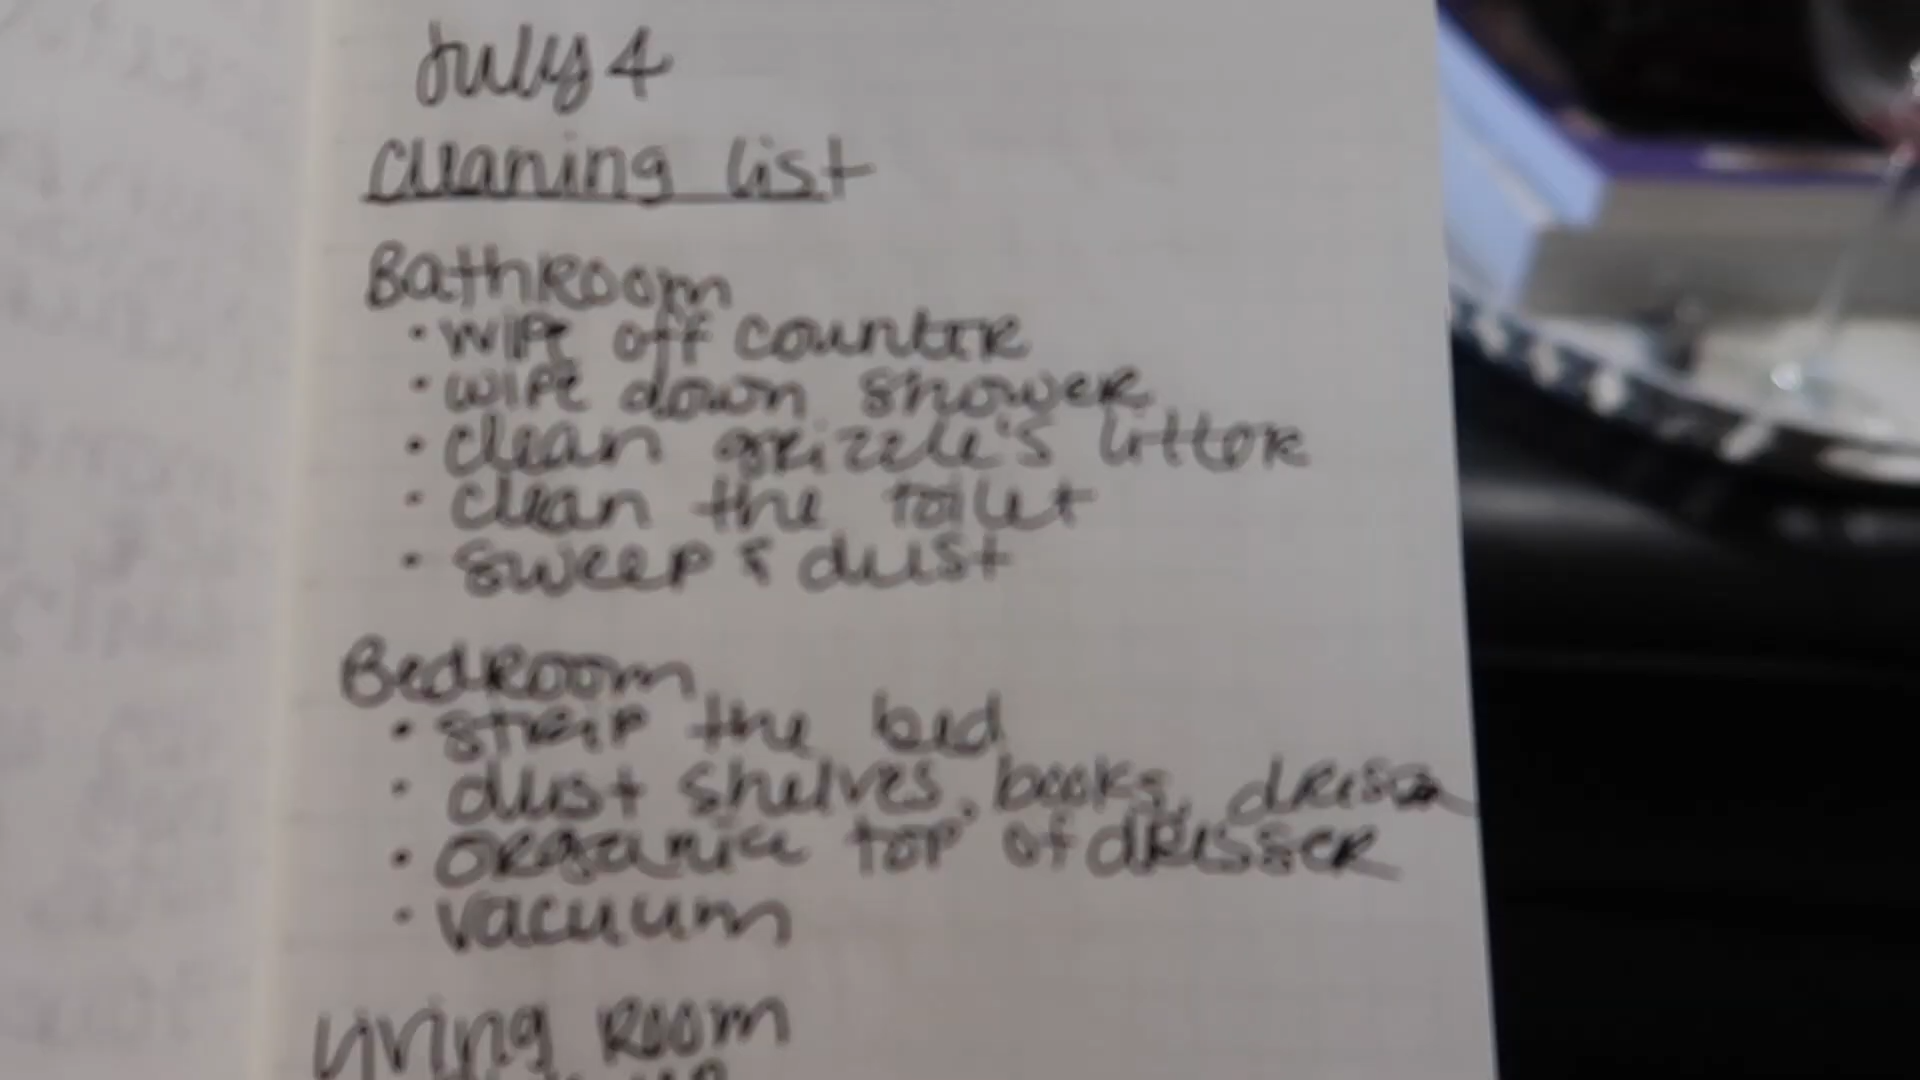 July 4
Cleaning list
Bathroom
• wipe off counter
• wipe down shower
• clean grizzle's litter
• clean the toilet
• sweep & dust
Bedroom
• strip the bed
• dust shelves, books,
• organize top of dresser
• vacuum
Living Room